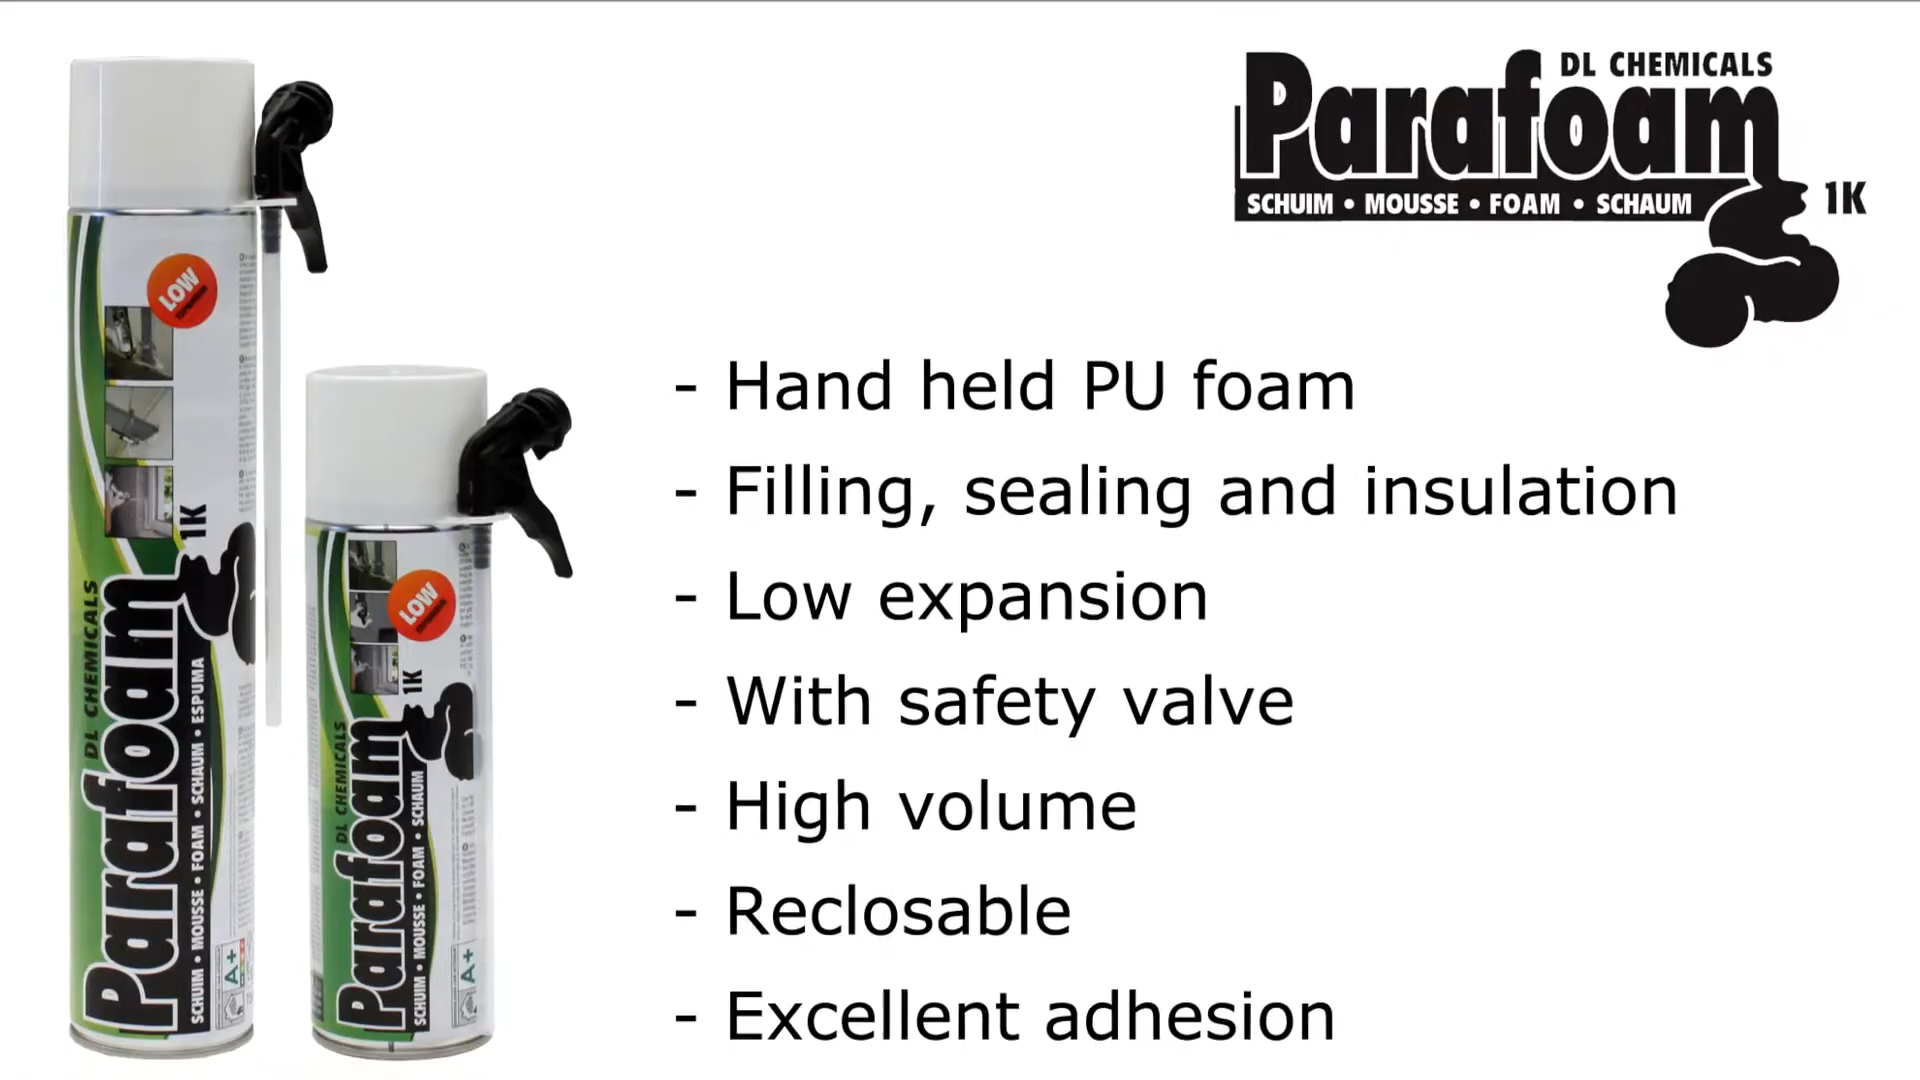 DL CHEMICALS
Parafoam
1K
SCHUIM • MOUSSE • FOAM • SCHAUM
- Hand held PU foam
- Filling, sealing and insulation
- Low expansion
- With safety valve
- High volume
- Reclosable
- Excellent adhesion
LOW
EXPANSION
1K
DL CHEMICALS
Parafoam
SCHUIM • MOUSSE • FOAM • SCHAUM • ESPUMA
A+
LOW
EXPANSION
1K
DL CHEMICALS
Parafoam
SCHUIM • MOUSSE • FOAM • SCHAUM
A+